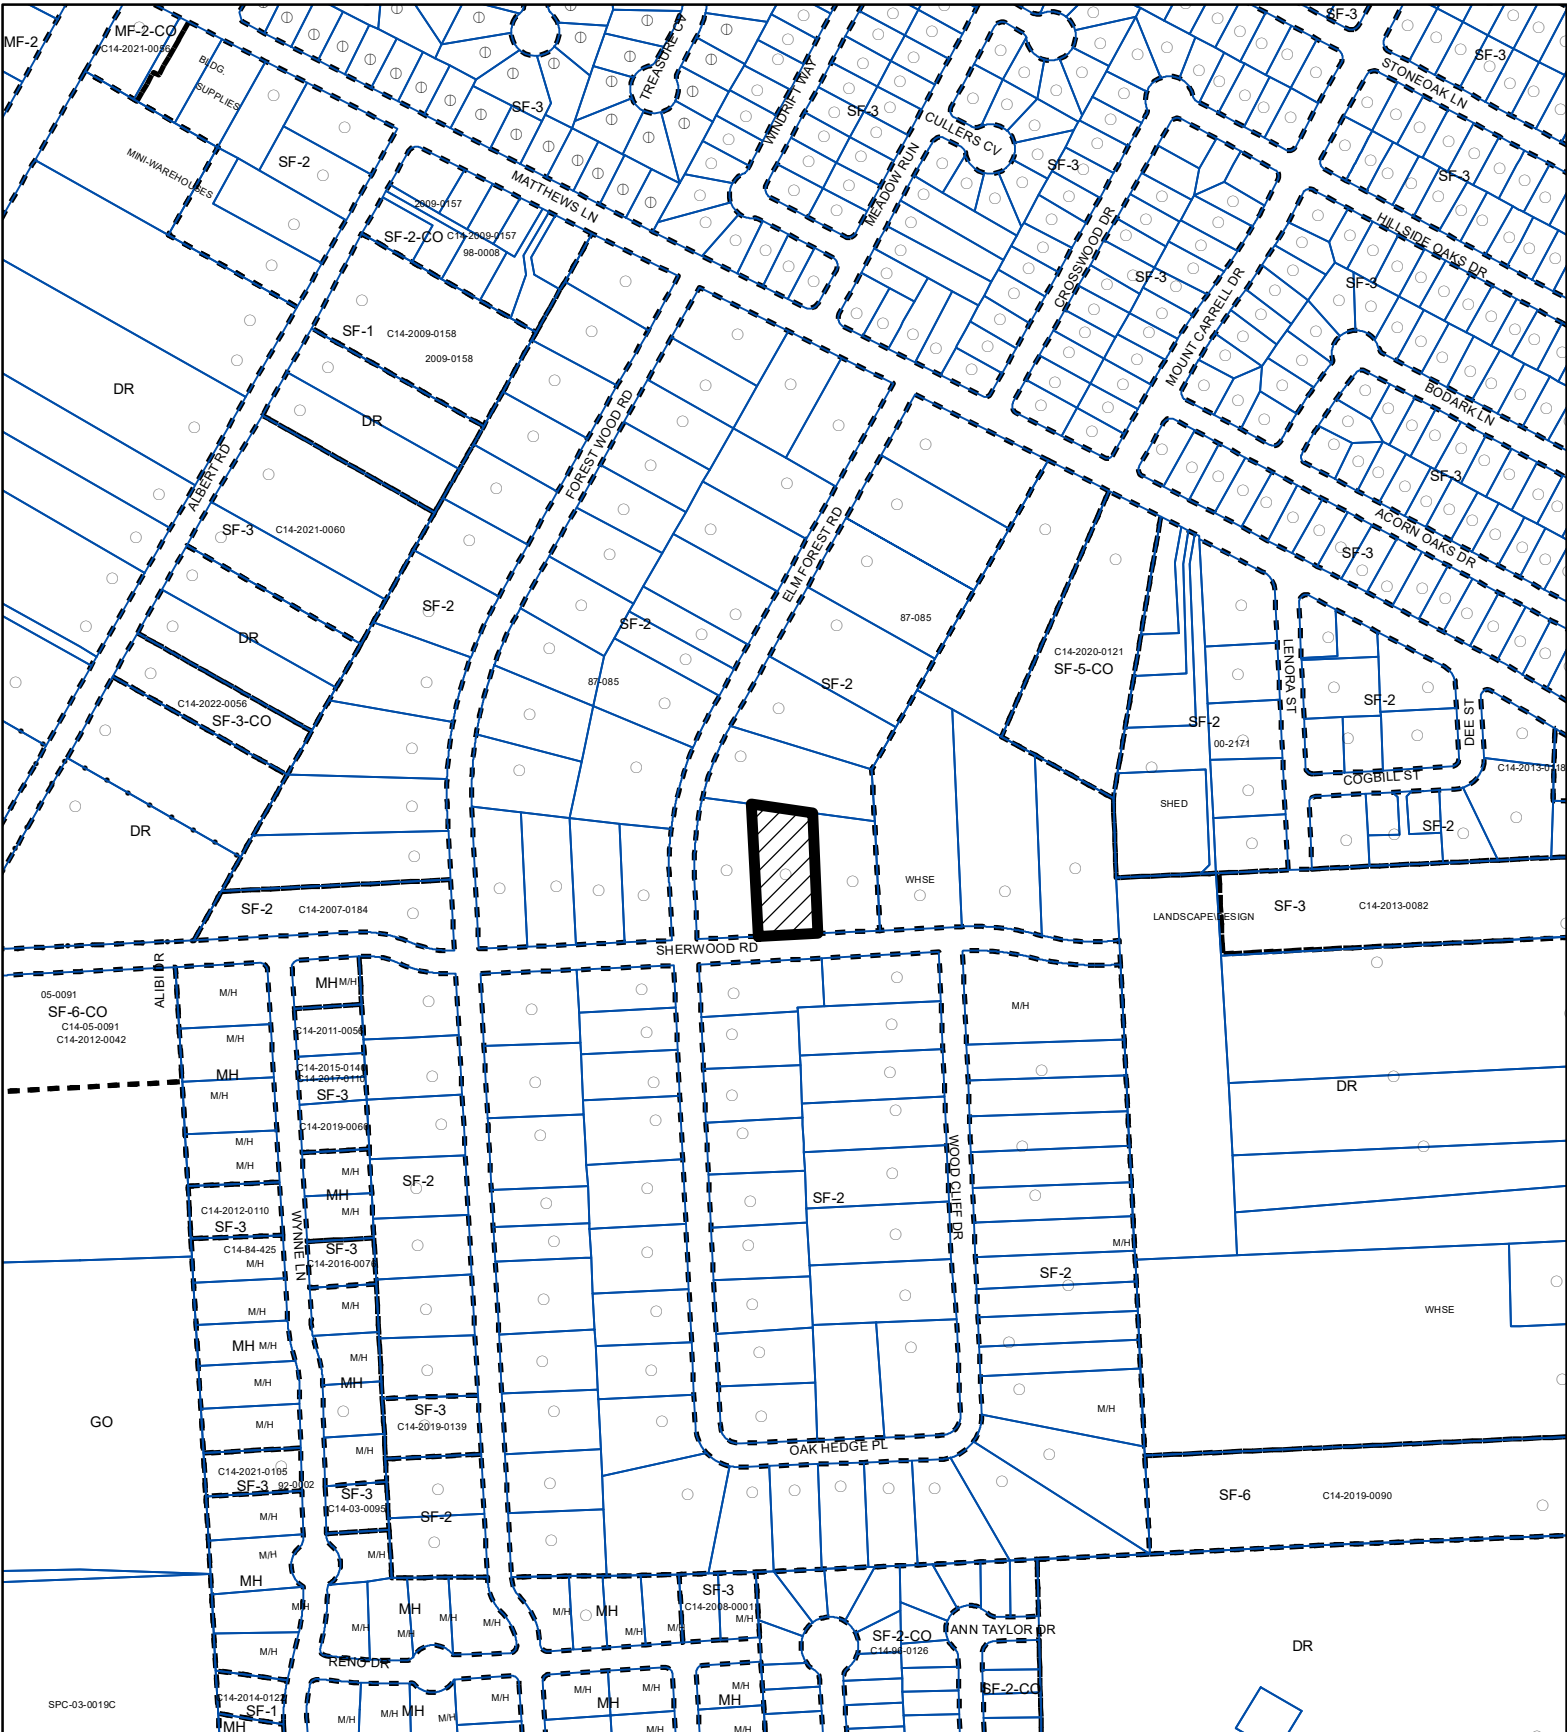 MF-2
MF-2-CO
C14-2021-0056
BLDG.
SUPPLIES
MINI-WAREHOUSES
SF-2
SF-3
TREASURE CV
WINDRIFT WAY
SF-3
CULLERS CV
MEADOW RUN
SF-3
SF-3
SF-3
STONEOAK LN
SF-3
HILLSIDE OAKS DR
SF-3
MATTHEWS LN
2009-0157
SF-2-CO
C14-2009-0157
98-0008
SF-1
C14-2009-0158
2009-0158
CROSSWOOD DR
SF-3
MOUNT CARRELL DR
BODARK LN
SF-3
ACORN OAKS DR
SF-3
DR
DR
ALBERT RD
FOREST WOOD RD
ELM FOREST RD
SF-3
C14-2021-0060
SF-2
DR
SF-2
87-085
87-085
SF-2
C14-2020-0121
SF-5-CO
LENORA ST
SF-2
DEE ST
SF-2
00-2171
COGBILL ST
SHED
SF-2
C14-2022-0056
SF-3-CO
DR
SF-2
C14-2007-0184
WHSE
LANDSCAPE\DESIGN
SF-3
C14-2013-0082
SHERWOOD RD
ALIBI DR
05-0091
SF-6-CO
C14-05-0091
C14-2012-0042
M/H
M/H
MH
M/H
M/H
M/H
MH
M/H
SF-3
M/H
MH
M/H
C14-2012-0110
SF-3
C14-84-425
M/H
WYNNE LN
SF-3
SF-2
SF-2
WOOD CLIFF DR
M/H
M/H
SF-2
DR
WHSE
M/H
MH
M/H
M/H
M/H
M/H
M/H
MH
M/H
SF-3
C14-2019-0139
GO
C14-2021-0105
SF-3
92-0002
SF-3
C14-03-0095
SF-2
OAK HEDGE PL
M/H
SF-6
C14-2019-0090
M/H
M/H
MH
M/H
M/H
M/H
M/H
MH
M/H
M/H
M/H
M/H
MH
M/H
M/H
SF-3
C14-2008-0001
M/H
SF-2-CO
C14-96-0126
ANN TAYLOR DR
SF-2-CO
DR
RENO DR
SPC-03-0019C
SF-1
MH
M/H
M/H
MH
M/H
M/H
M/H
MH
M/H
M/H
M/H
MH
M/H